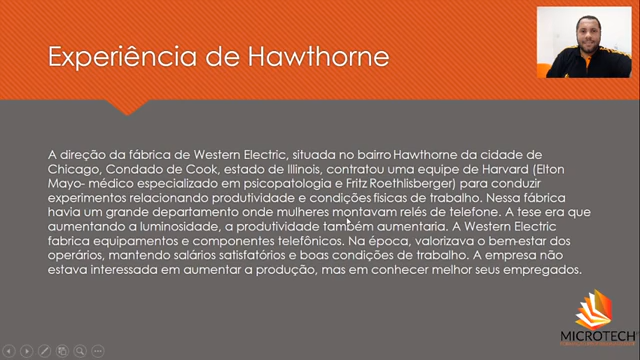 Experiência de Hawthorne
A direção da fábrica de Western Electric, situada no bairro Hawthorne da cidade de
Chicago, Condado de Cook, estado de Illinois, contratou uma equipe de Harvard (Elton
Mayo- médico especializado em psicopatologia e Fritz Roethlisberger) para conduzir
experimentos relacionando produtividade e condições físicas de trabalho. Nessa fábrica
havia um grande departamento onde mulheres montavam relés de telefone. A tese era que
aumentando a luminosidade, a produtividade também aumentaria. A Western Electric
fabrica equipamentos e componentes telefônicos. Na época, valorizava o bem-estar dos
operários, mantendo salários satisfatórios e boas condições de trabalho. A empresa não
estava interessada em aumentar a produção, mas em conhecer melhor seus empregados.
MICROTECH